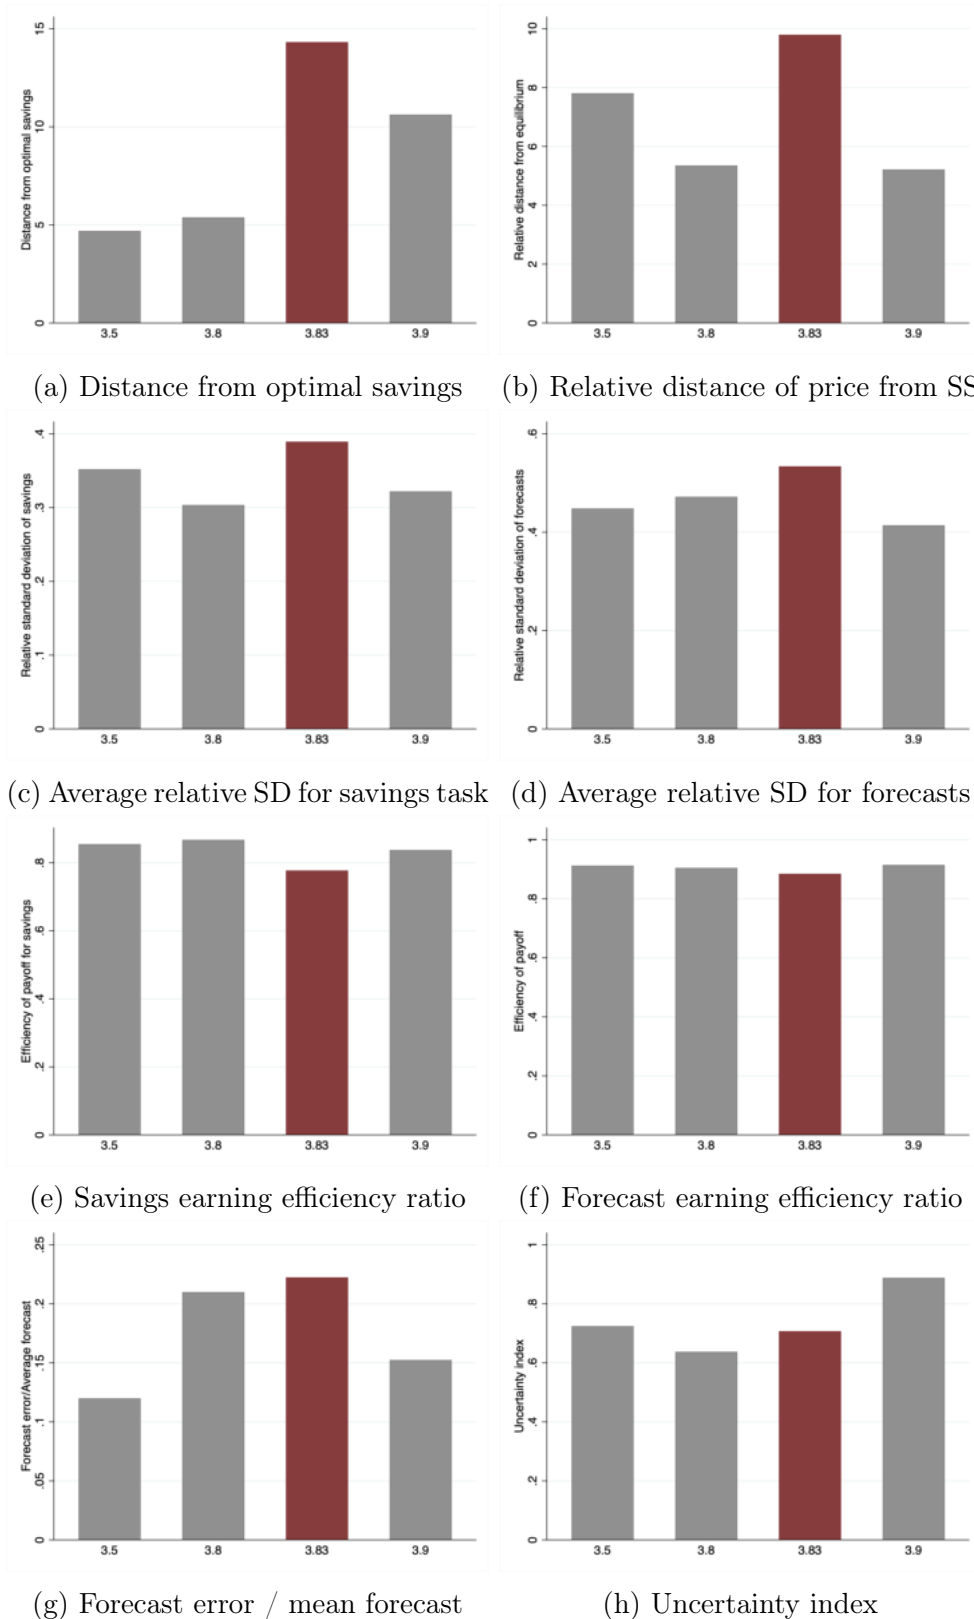 Distance from optimal savings
15
10
5
0
3.5 3.8 3.83 3.9
(a) Distance from optimal savings
Relative distance from equilibrium
10
8
6
4
2
0
3.5 3.8 3.83 3.9
(b) Relative distance of price from SS
Relative standard deviation of savings
.4
.3
.2
.1
0
3.5 3.8 3.83 3.9
(c) Average relative SD for savings task
Relative standard deviation of forecasts
.6
.4
.2
0
3.5 3.8 3.83 3.9
(d) Average relative SD for forecasts
Efficiency of payoff for savings
.8
.6
.4
.2
0
3.5 3.8 3.83 3.9
(e) Savings earning efficiency ratio
Efficiency of payoff
1
.8
.6
.4
.2
0
3.5 3.8 3.83 3.9
(f) Forecast earning efficiency ratio
Forecast error/Average forecast
.25
.2
.15
.1
.05
0
3.5 3.8 3.83 3.9
(g) Forecast error / mean forecast
Uncertainty index
1
.8
.6
.4
.2
0
3.5 3.8 3.83 3.9
(h) Uncertainty index